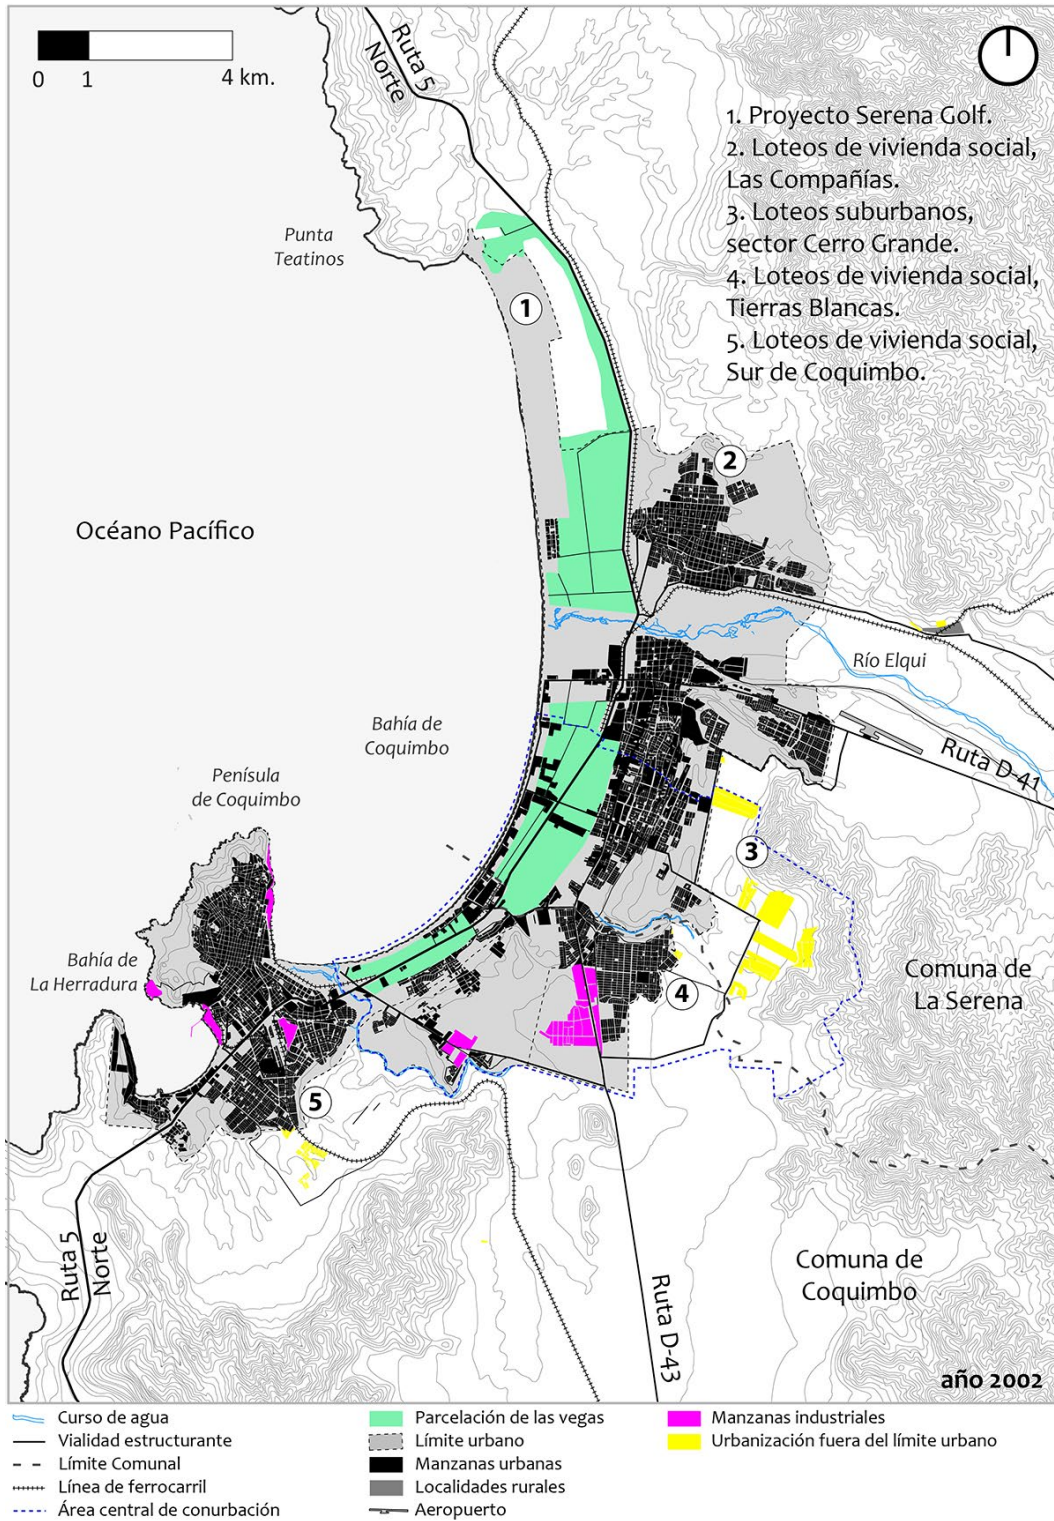 0 1 4 km.
Ruta 5
Norte
1. Proyecto Serena Golf.
2. Loteos de vivienda social,
Las Compañías.
3. Loteos suburbanos,
sector Cerro Grande.
4. Loteos de vivienda social,
Tierras Blancas.
5. Loteos de vivienda social,
Sur de Coquimbo.
Punta
Teatinos
1
2
Océano Pacífico
Río Elqui
Bahía de
Coquimbo
Ruta D-41
Penísula
de Coquimbo
3
Bahía de
La Herradura
Comuna de
La Serena
4
5
Ruta 5
Norte
Comuna de
Coquimbo
Ruta D-43
año 2002
Curso de agua
Vialidad estructurante
Límite Comunal
Línea de ferrocarril
Área central de conurbación
Parcelación de las vegas
Límite urbano
Manzanas urbanas
Localidades rurales
Aeropuerto
Manzanas industriales
Urbanización fuera del límite urbano